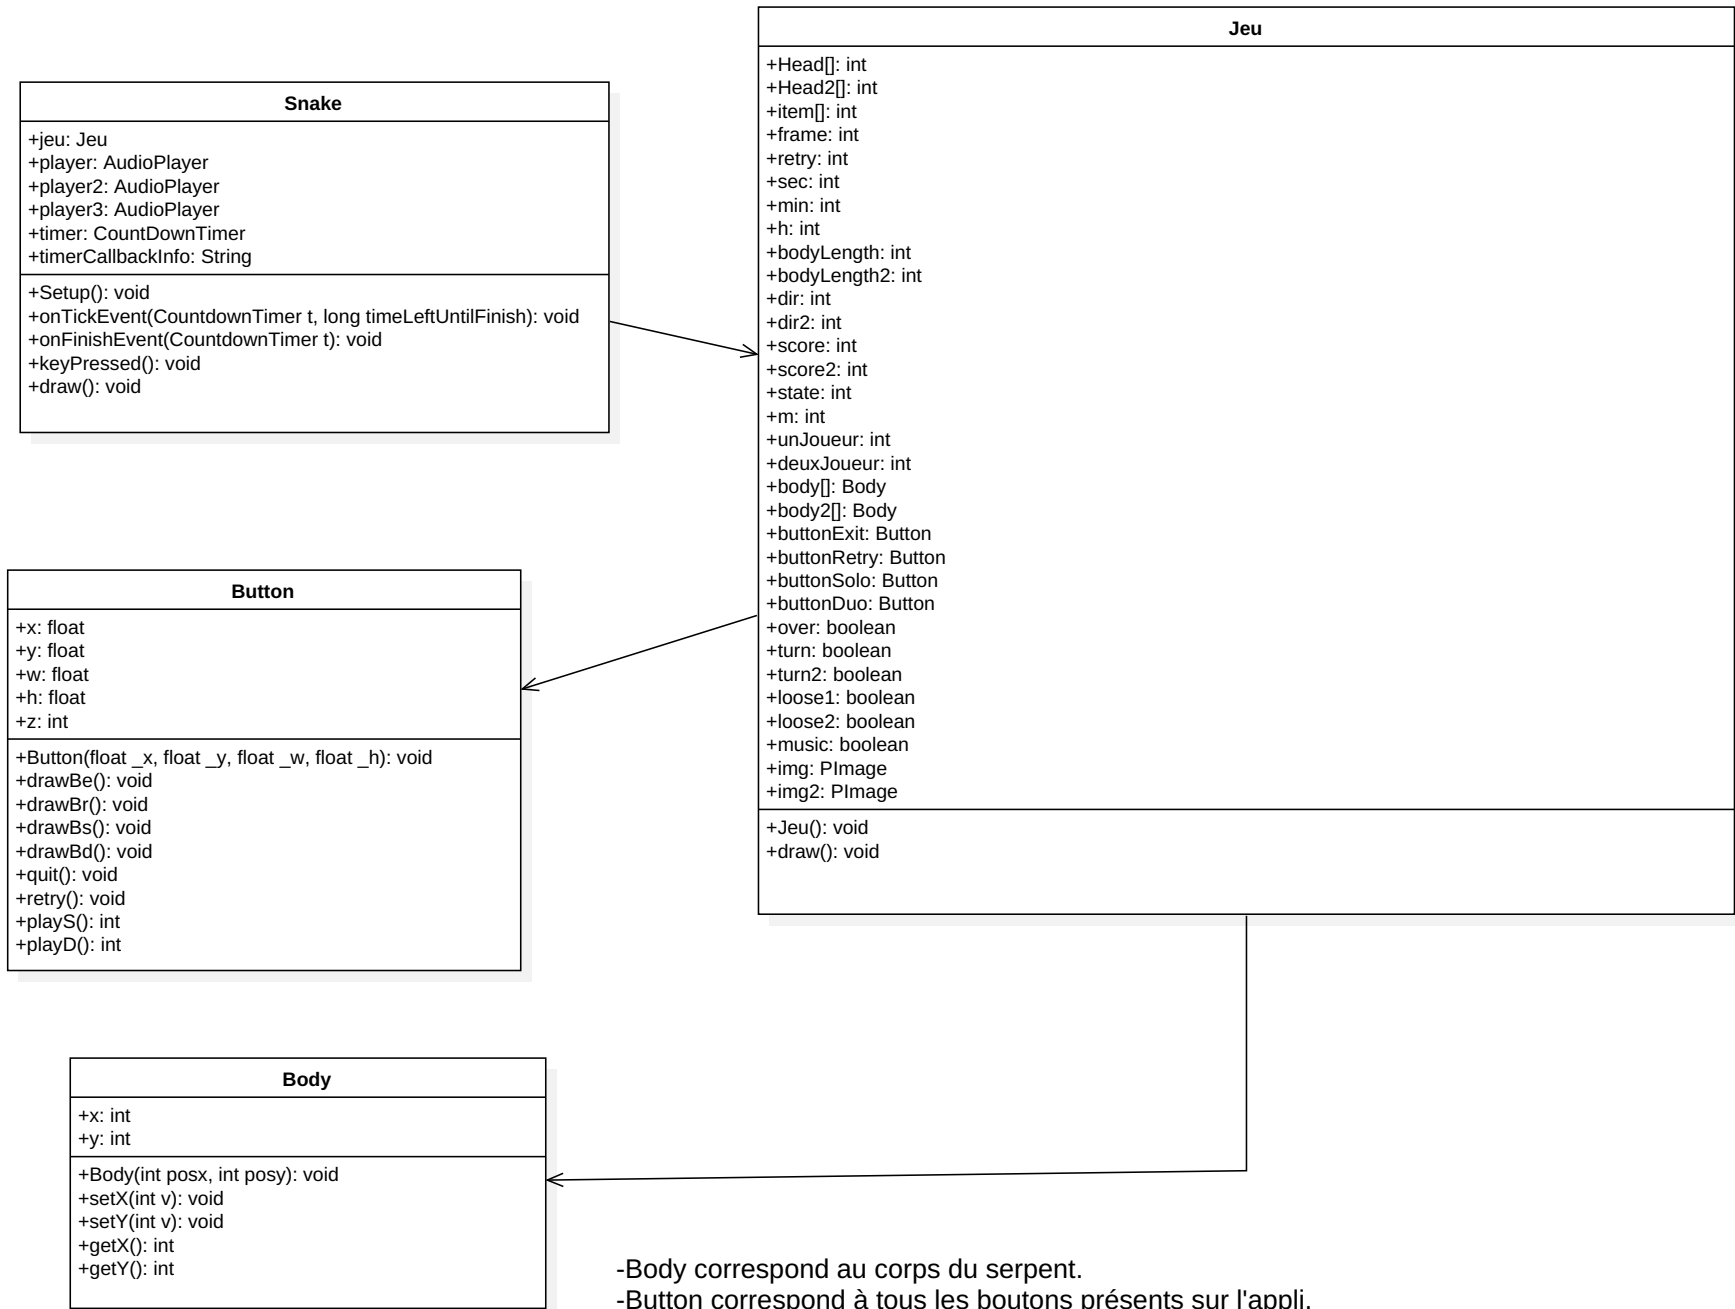 Snake
+jeu: Jeu
+player: AudioPlayer
+player2: AudioPlayer
+player3: AudioPlayer
+timer: CountDownTimer
+timerCallbackInfo: String
+Setup(): void
+onTickEvent(CountdownTimer t, long timeLeftUntilFinish): void
+onFinishEvent(CountdownTimer t): void
+keyPressed(): void
+draw(): void
Jeu
+Head[]: int
+Head2[]: int
+item[]: int
+frame: int
+retry: int
+sec: int
+min: int
+h: int
+bodyLength: int
+bodyLength2: int
+dir: int
+dir2: int
+score: int
+score2: int
+state: int
+m: int
+unJoueur: int
+deuxJoueur: int
+body[]: Body
+body2[]: Body
+buttonExit: Button
+buttonRetry: Button
+buttonSolo: Button
+buttonDuo: Button
+over: boolean
+turn: boolean
+turn2: boolean
+loose1: boolean
+loose2: boolean
+music: boolean
+img: PImage
+img2: PImage
+Jeu(): void
+draw(): void
Button
+x: float
+y: float
+w: float
+h: float
+z: int
+Button(float _x, float _y, float _w, float _h): void
+drawBe(): void
+drawBr(): void
+drawBs(): void
+drawBd(): void
+quit(): void
+retry(): void
+playS(): int
+playD(): int
Body
+x: int
+y: int
+Body(int posx, int posy): void
+setX(int v): void
+setY(int v): void
+getX(): int
+getY(): int
-Body correspond au corps du serpent.
-Button correspond à tous les boutons présents sur l'appli.